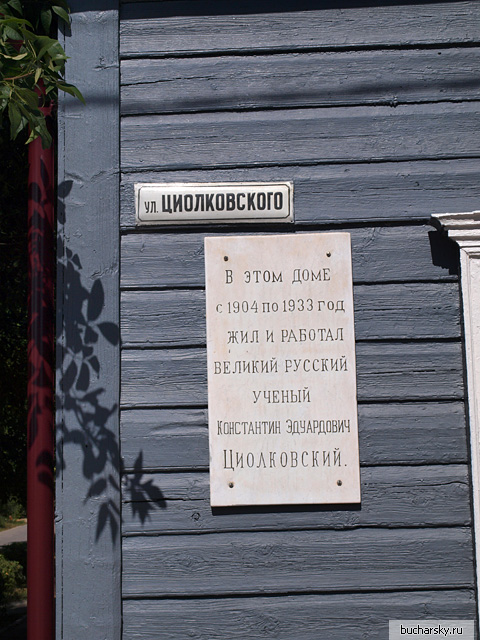 ул. ЦИОЛКОВСКОГО
В ЭТОМ ДОМЕ
С 1904 ПО 1933 ГОД
ЖИЛ И РАБОТАЛ
ВЕЛИКИЙ РУССКИЙ
УЧЕНЫЙ
КОНСТАНТИН ЭДУАРДОВИЧ
ЦИОЛКОВСКИЙ.
bucharsky.ru